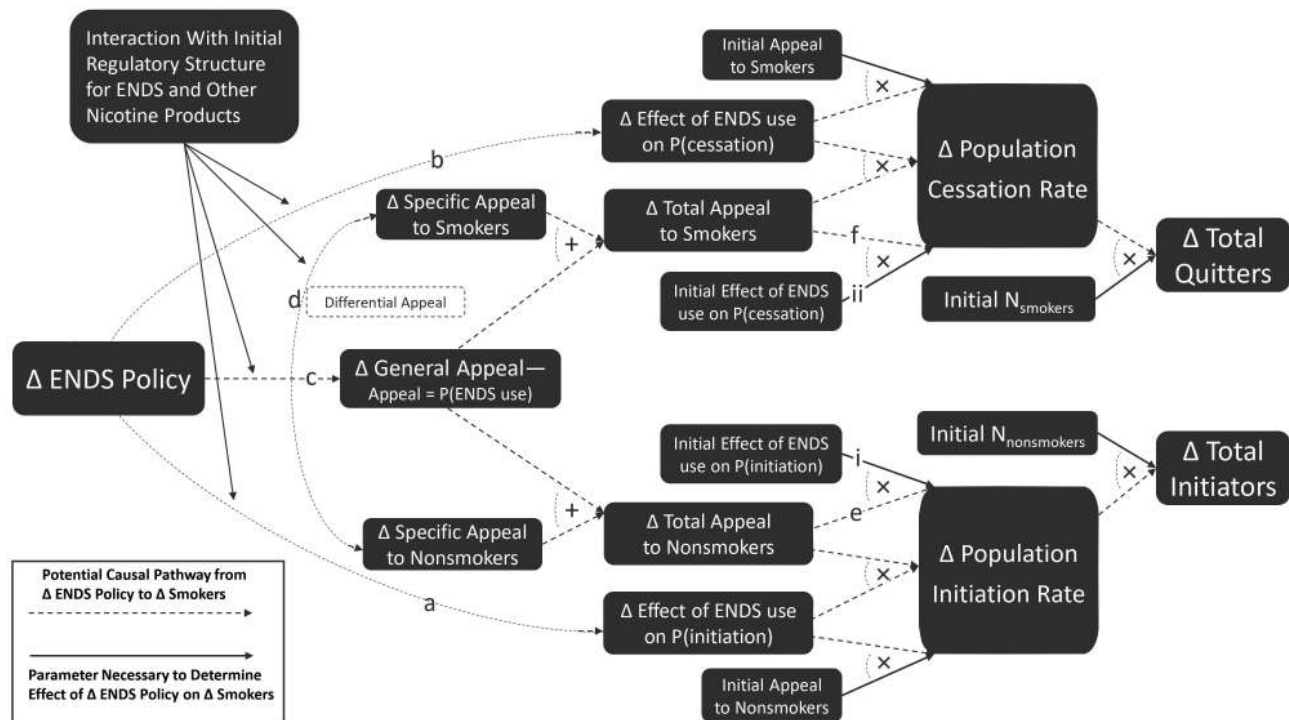 Interaction With Initial
Regulatory Structure
for ENDS and Other
Nicotine Products
Initial Appeal
to Smokers
×
Δ Effect of ENDS use
on P(cessation)
b
×
Δ Population
Cessation Rate
Δ Specific Appeal
to Smokers
+
Δ Total Appeal
to Smokers
f
×
ii
Initial Effect of ENDS
use on P(cessation)
Initial N_smokers
×
Δ Total
Quitters
d
Differential Appeal
Δ ENDS Policy
c
Δ General Appeal—
Appeal = P(ENDS use)
Initial N_nonsmokers
×
Δ Total
Initiators
Initial Effect of ENDS
use on P(initiation)
i
×
e
+
Δ Specific Appeal
to Nonsmokers
Δ Total Appeal
to Nonsmokers
×
Δ Population
Initiation Rate
a
Δ Effect of ENDS use
on P(initiation)
×
Initial Appeal
to Nonsmokers
Potential Causal Pathway from
Δ ENDS Policy to Δ Smokers
Parameter Necessary to Determine
Effect of Δ ENDS Policy on Δ Smokers